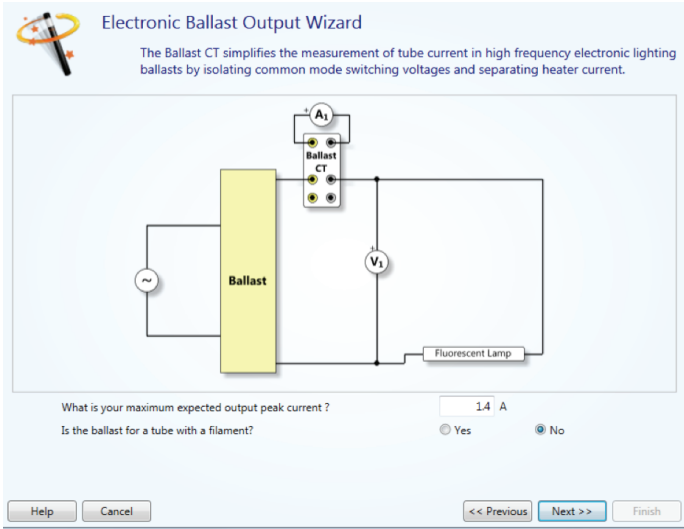 Electronic Ballast Output Wizard
The Ballast CT simplifies the measurement of tube current in high frequency electronic lighting
ballasts by isolating common mode switching voltages and separating heater current.
+
A1
Ballast
CT
Ballast
~
+
V1
Fluorescent Lamp
What is your maximum expected output peak current ?
1.4 A
Is the ballast for a tube with a filament?
Yes No
Help Cancel << Previous Next >> Finish